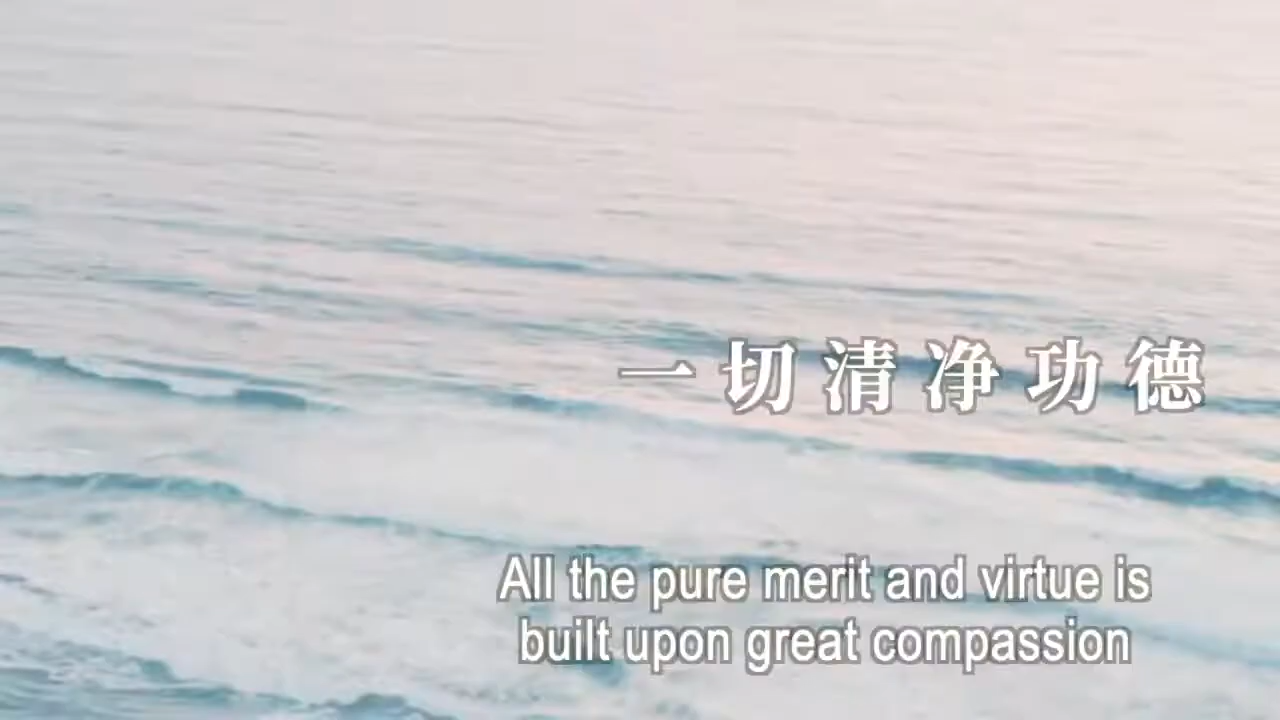 一切清净功德
All the pure merit and virtue is
built upon great compassion